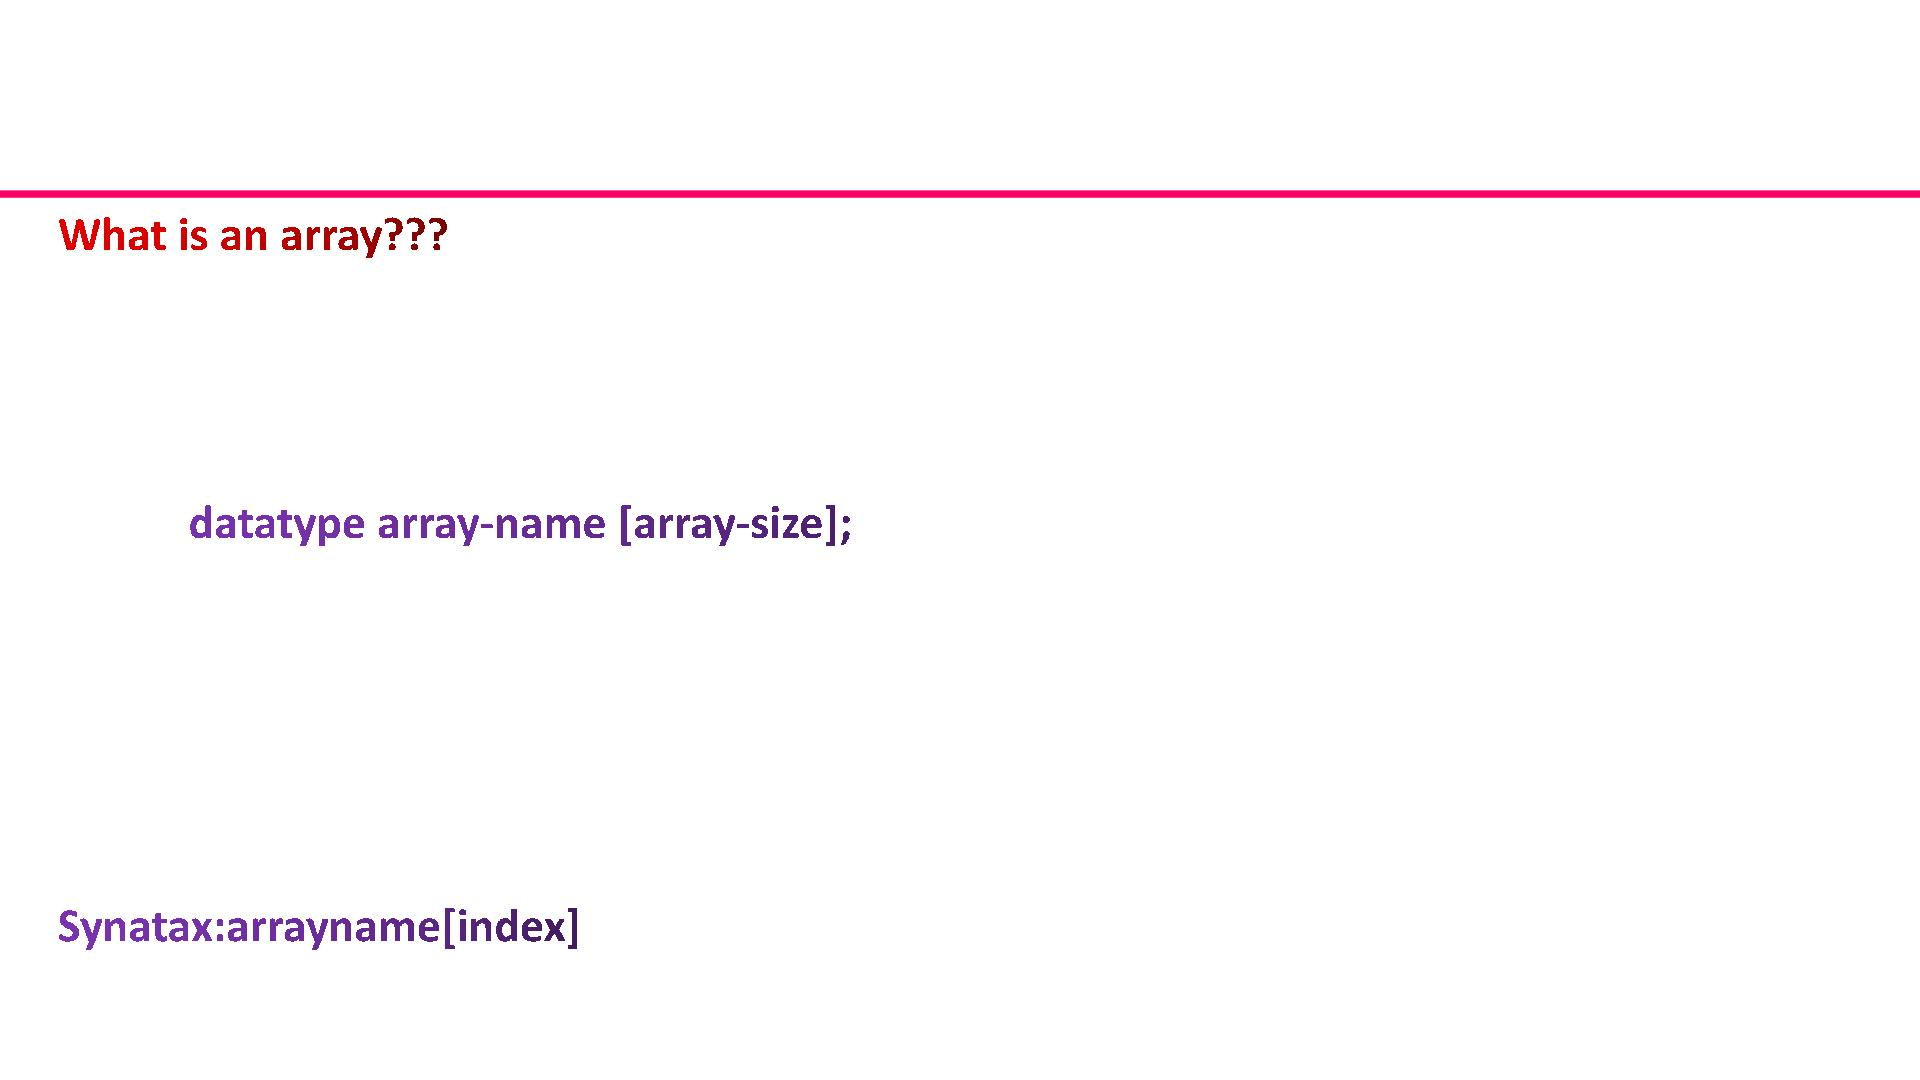 What is an array???
datatype array-name [array-size];
Synatax:arrayname[index]